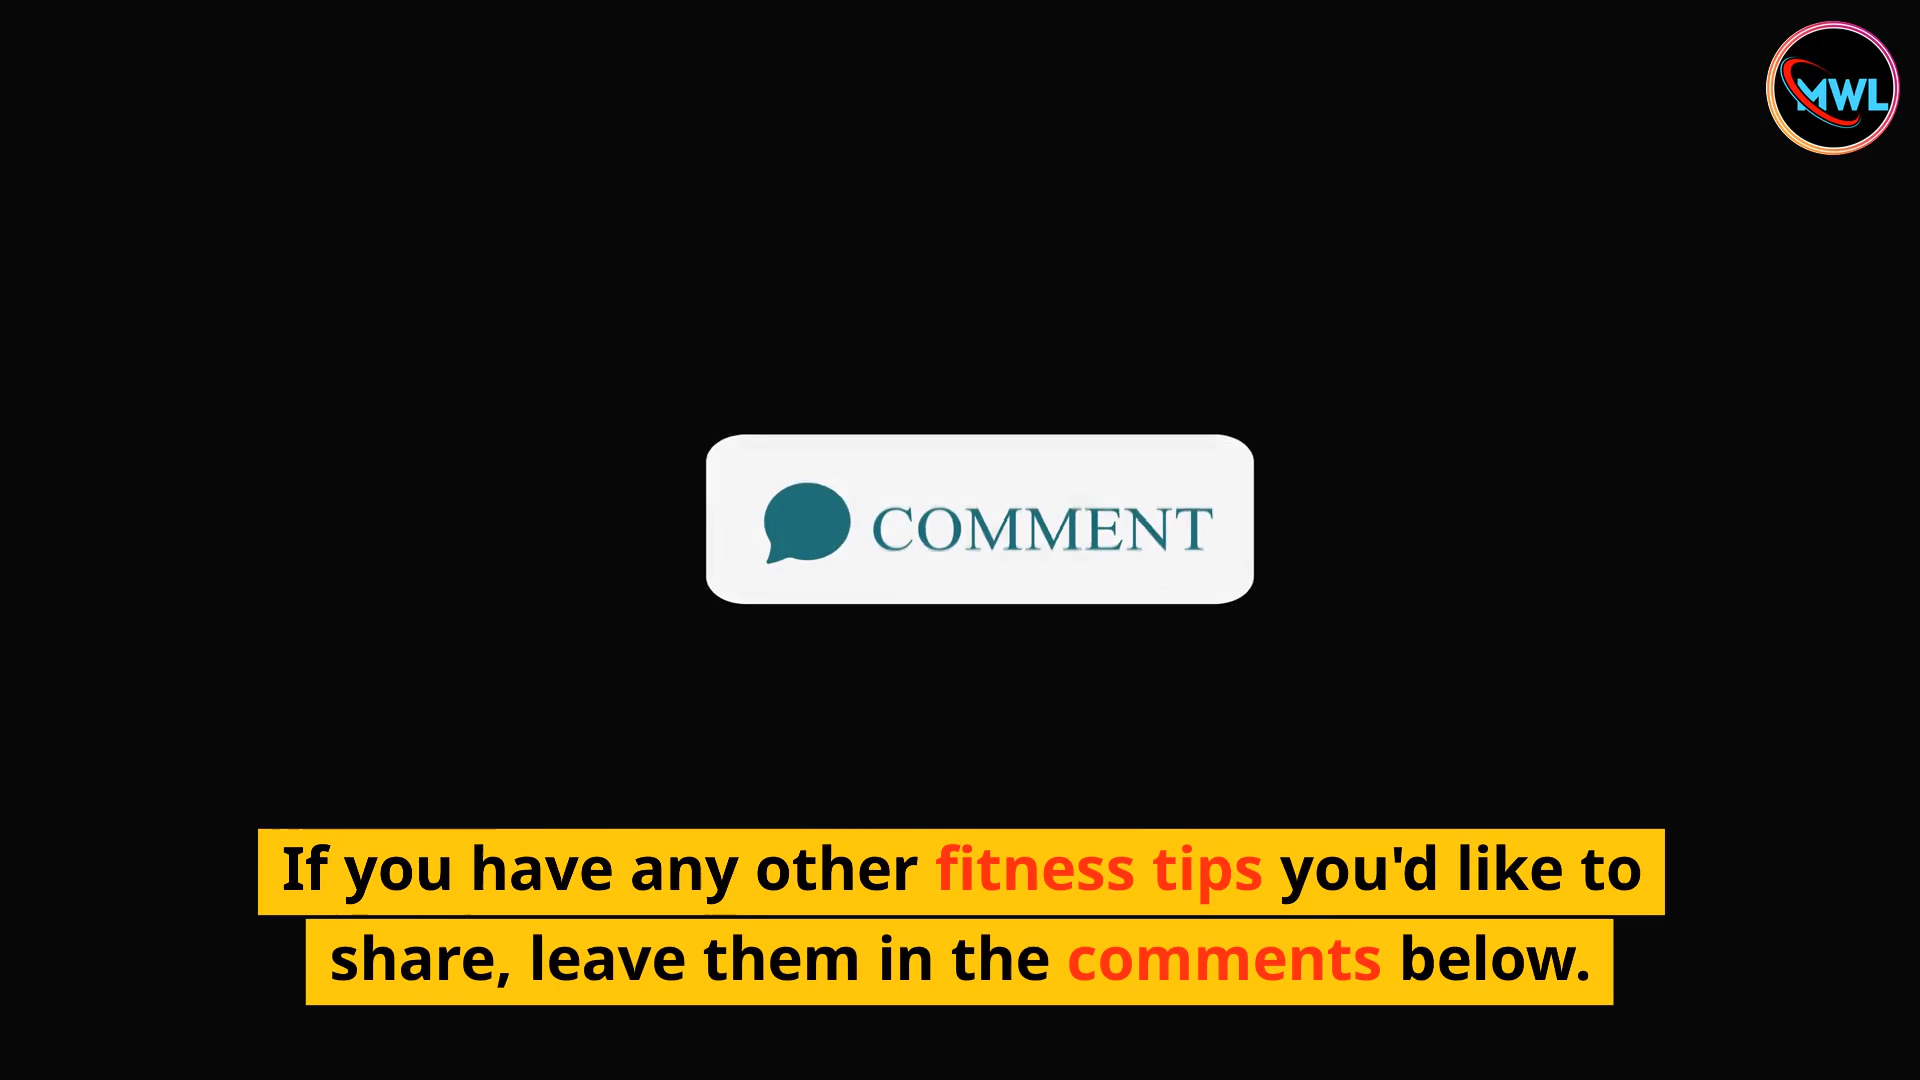 MWL
COMMENT
If you have any other fitness tips you'd like to
share, leave them in the comments below.